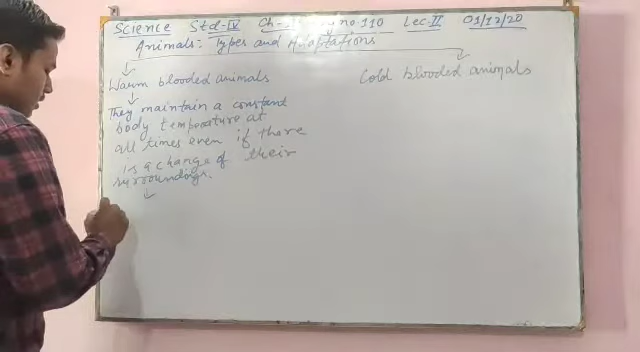 Science Std-IV Ch- Pg no 110 Lec-II 01/12/20
Animals: Types and Adaptations
Warm blooded animals
Cold blooded animals
They maintain a constant
body temperature at
all times even if there
is a change of their
surroundings.